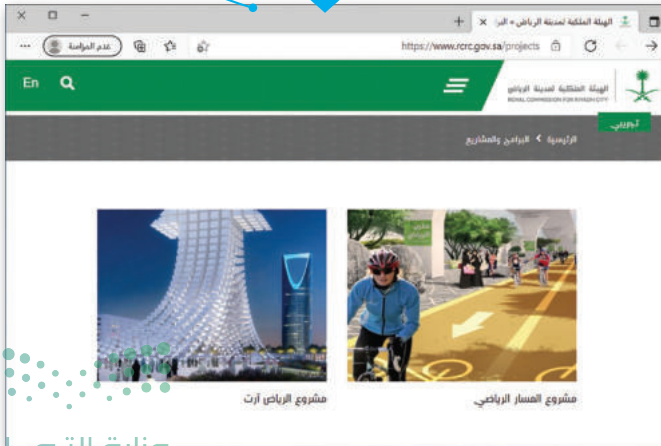 الهيئة الملكية لمدينة الرياض » البر
عدم المزامنة
https://www.rcrc.gov.sa/projects
En
الهيئة الملكية لمدينة الرياض
ROYAL COMMISSION FOR RIYADH CITY
تجريبي
الرئيسية > البرامج والمشاريع
مشروع المسار الرياضي
مشروع الرياض آرت